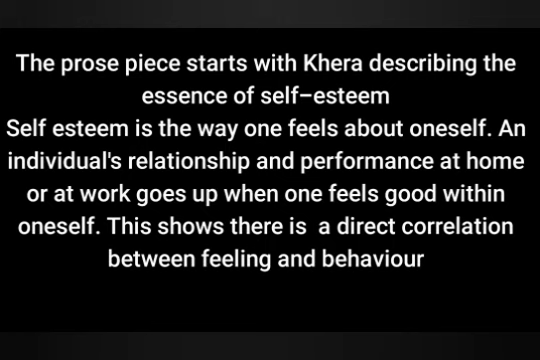 The prose piece starts with Khera describing the
essence of self-esteem
Self esteem is the way one feels about oneself. An
individual's relationship and performance at home
or at work goes up when one feels good within
oneself. This shows there is  a direct correlation
between feeling and behaviour